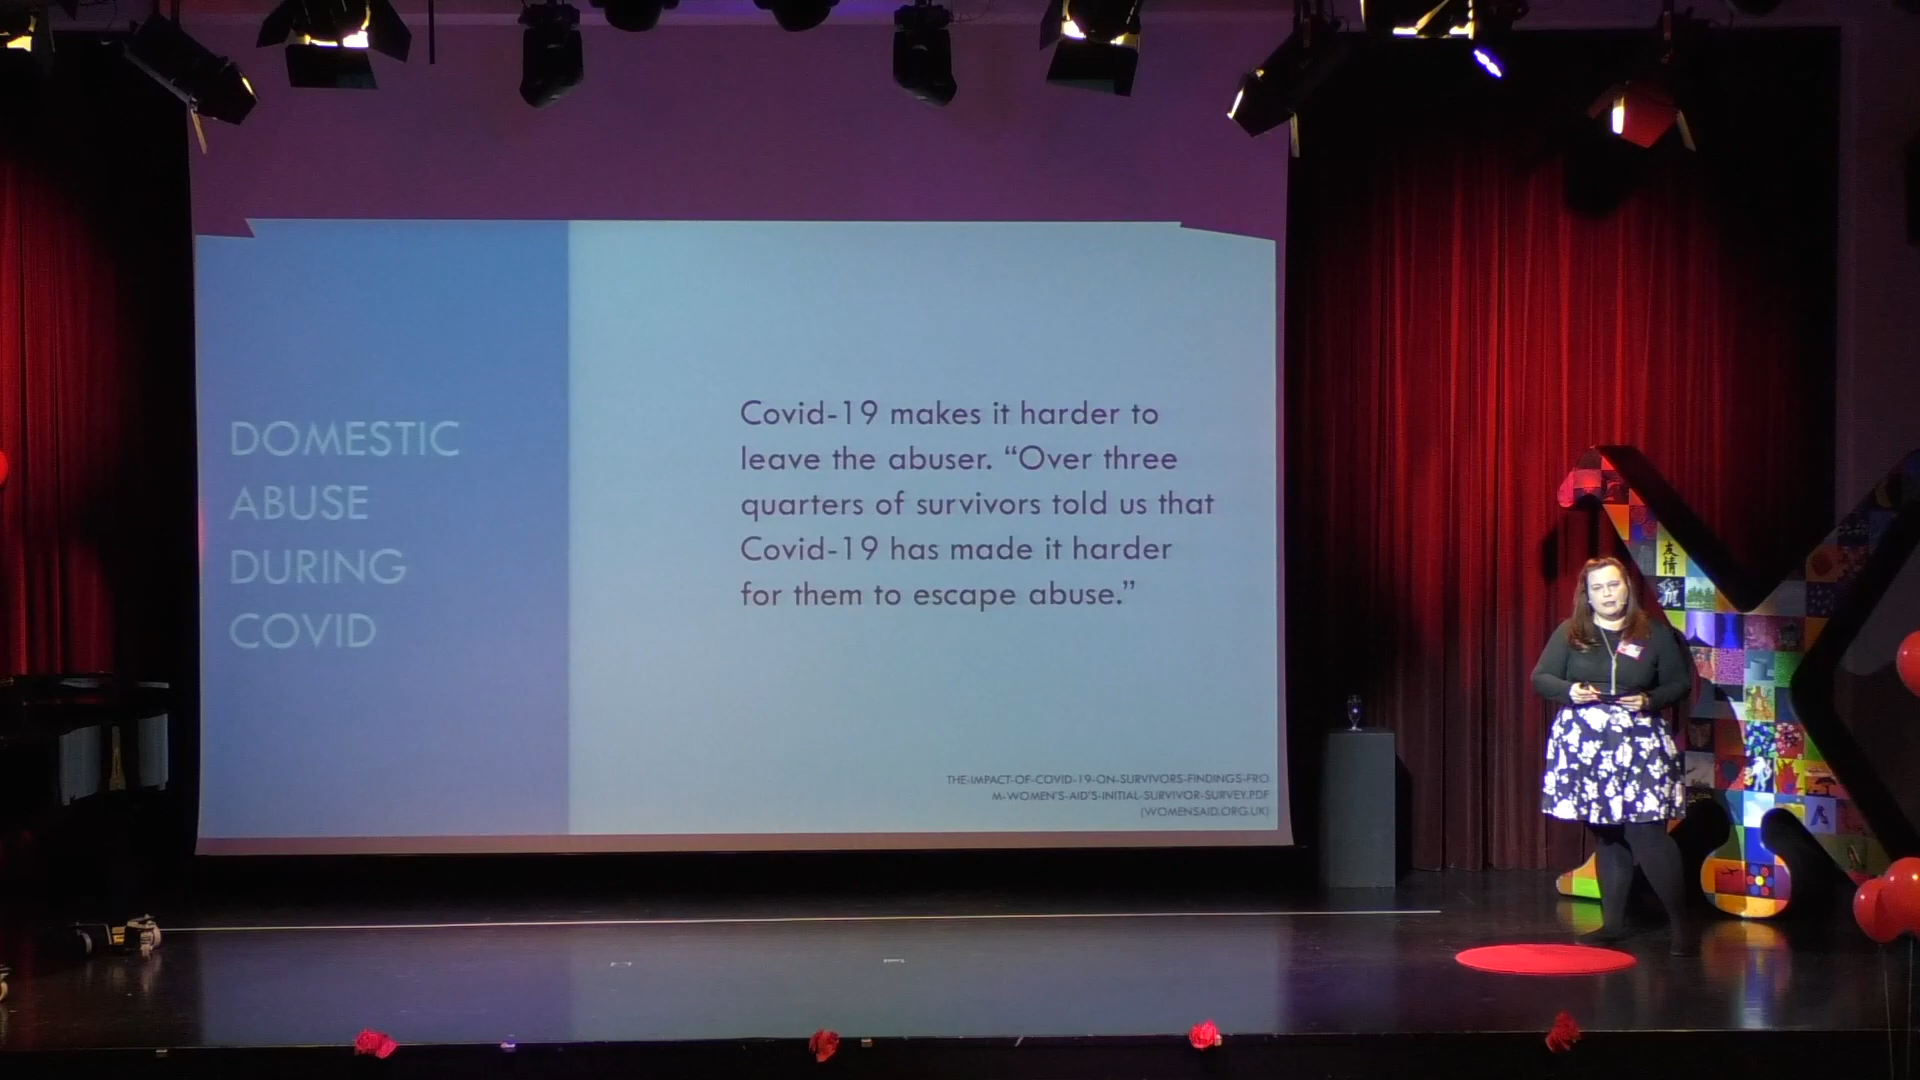 DOMESTIC
ABUSE
DURING
COVID
Covid-19 makes it harder to
leave the abuser. “Over three
quarters of survivors told us that
Covid-19 has made it harder
for them to escape abuse.”
THE-IMPACT-OF-COVID-19-ON-SURVIVORS-FINDINGS-FRO
M-WOMEN'S-AID'S-INITIAL-SURVIVOR-SURVEY.PDF
(WOMENSAID.ORG.UK)
友
情